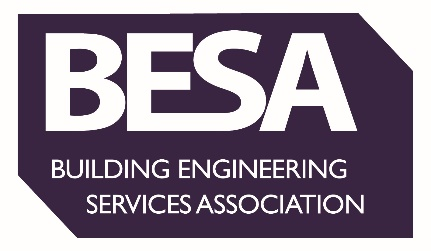 BESA
BUILDING ENGINEERING
SERVICES ASSOCIATION